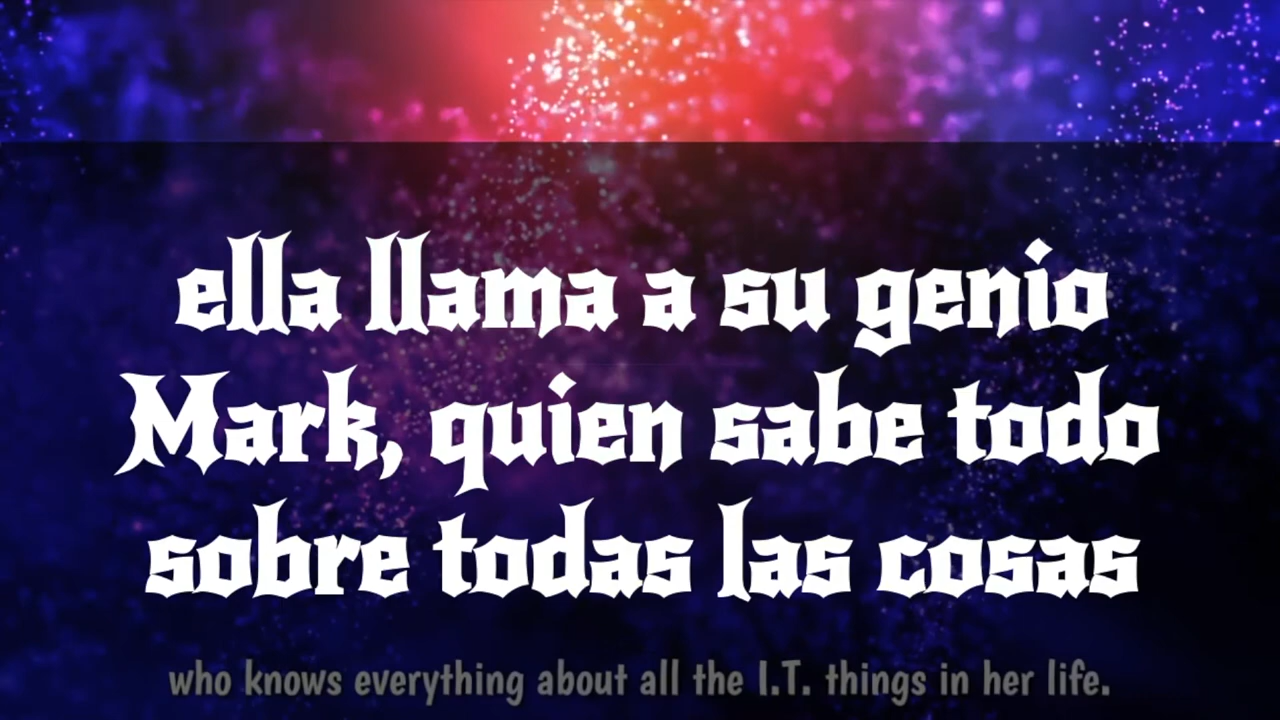 ella llama a su genio
Mark, quien sabe todo
sobre todas las cosas
who knows everything about all the I.T. things in her life.